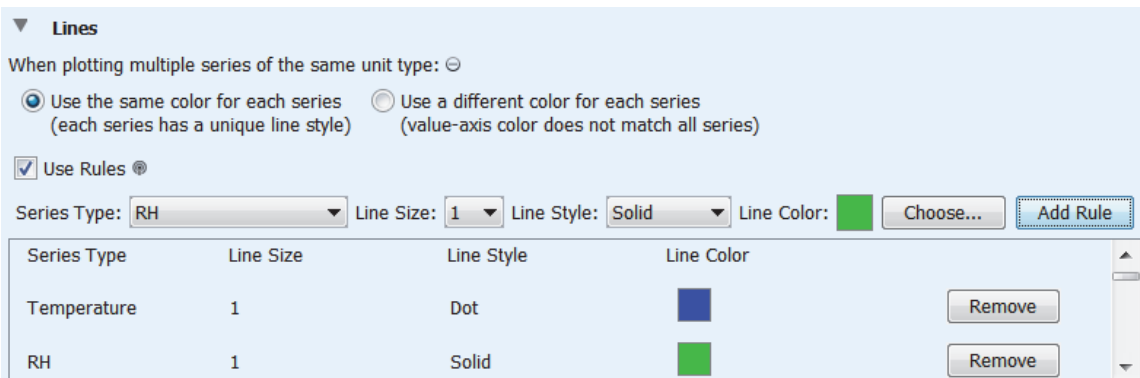 Lines
When plotting multiple series of the same unit type:
Use the same color for each series (each series has a unique line style)
Use a different color for each series (value-axis color does not match all series)
Use Rules
Series Type: RH Line Size: 1 Line Style: Solid Line Color: Choose... Add Rule
Series Type Line Size Line Style Line Color
Temperature 1 Dot Remove
RH 1 Solid Remove